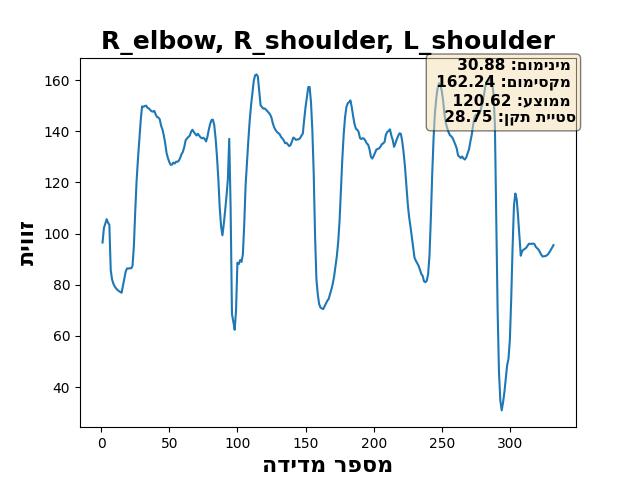 R_elbow, R_shoulder, L_shoulder
מינימום: 30.88
מקסימום: 162.24
ממוצע: 120.62
סטיית תקן: 28.75
זווית
160
140
120
100
80
60
40
0 50 100 150 200 250 300
מספר מדידה